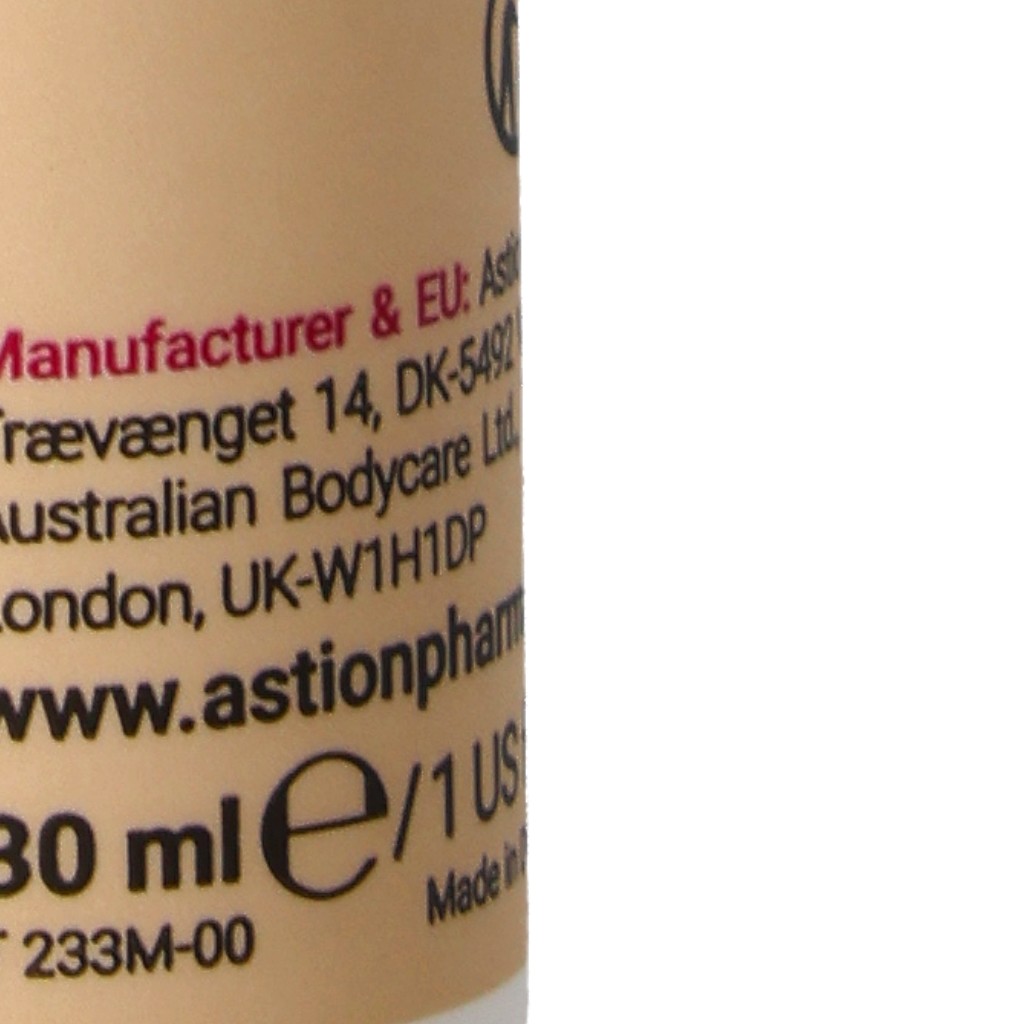 Manufacturer & EU:
Trævænget 14, DK-5492
Australian Bodycare Ltd.,
London, UK-W1H1DP
www.astionpharm
30 ml e/1 US
Made in
233M-00